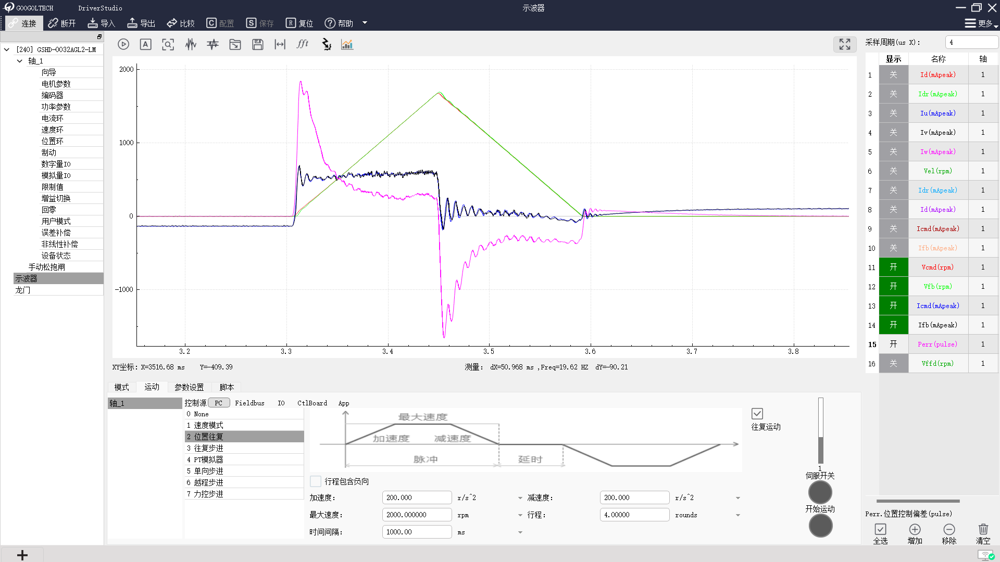 GOOGOLTECH DriverStudio 示波器
连接 断开 导入 导出 比较 C 配置 S 保存 R 复位 ? 帮助 更多
[240] GSHD-0032AGL2-LM
轴_1
向导
电机参数
编码器
功率参数
电流环
速度环
位置环
制动
数字量IO
模拟量IO
限制值
增益切换
回零
用户模式
误差补偿
非线性补偿
设备状态
手动松抱闸
示波器
龙门
A fft
2000
1000
0
-1000
3.2 3.3 3.4 3.5 3.6 3.7 3.8
XY坐标: X=3516.68 ms Y=-409.39 测量: dX=50.968 ms ,Freq=19.62 HZ dY=-90.21
采样周期(us X): 4
显示 名称 轴
1 关 Id(mApeak) 1
2 关 Idr(mApeak) 1
3 关 Iu(mApeak) 1
4 关 Iv(mApeak) 1
5 关 Iw(mApeak) 1
6 关 Vel(rpm) 1
7 关 Idr(mApeak) 1
8 关 Id(mApeak) 1
9 关 Icmd(mApeak) 1
10 关 Ifb(mApeak) 1
11 开 Vcmd(rpm) 1
12 开 Vfb(rpm) 1
13 开 Icmd(mApeak) 1
14 开 Ifb(mApeak) 1
15 开 Perr(pulse) 1
16 关 Vffd(rpm) 1
模式 运动 参数设置 脚本
轴_1
控制源 PC Fieldbus IO CtlBoard App
0 None
1 速度模式
2 位置往复
3 往复步进
4 PT模拟器
5 单向步进
6 越程步进
7 力控步进
最大速度
加速度 减速度
脉冲 延时
往复运动
行程包含负向
加速度: 200.000 r/s^2 减速度: 200.000 r/s^2
最大速度: 2000.000000 rpm 行程: 4.00000 rounds
时间间隔: 1000.00 ms
1
伺服开关
开始运动
Perr.位置控制偏差(pulse)
全选 增加 移除 清空